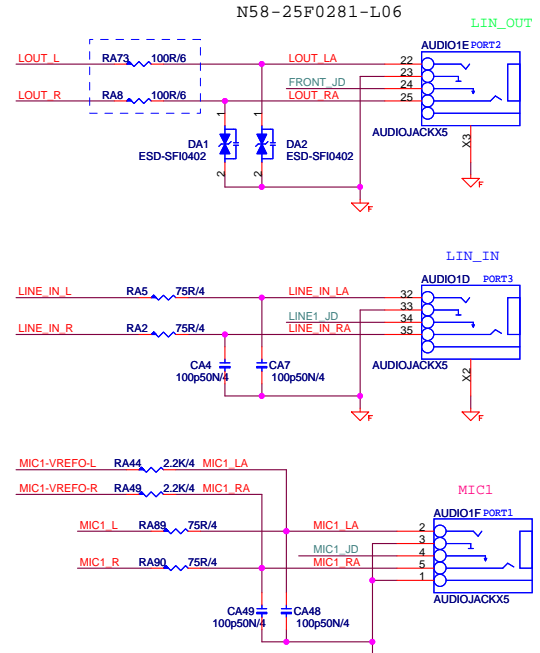 N58-25F0281-L06
LIN_OUT
AUDIO1E PORT2
LOUT_L RA73 100R/6 LOUT_LA 22
23
FRONT_JD 24
LOUT_R RA8 100R/6 LOUT_RA 25
1 1
DA1 DA2
ESD-SFI0402 ESD-SFI0402
2 2
AUDIOJACKX5
X3
F F
LIN_IN
AUDIO1D PORT3
LINE_IN_L RA5 75R/4 LINE_IN_LA 32
33
LINE1_JD 34
LINE_IN_R RA2 75R/4 LINE_IN_RA 35
CA4 CA7
100p50N/4 100p50N/4
AUDIOJACKX5
X2
F F
MIC1-VREFO-L RA44 2.2K/4 MIC1_LA
MIC1-VREFO-R RA49 2.2K/4 MIC1_RA
MIC1
AUDIO1F PORT1
MIC1_L RA89 75R/4 MIC1_LA 2
3
MIC1_JD 4
MIC1_R RA90 75R/4 MIC1_RA 5
1
AUDIOJACKX5
CA49 CA48
100p50N/4 100p50N/4